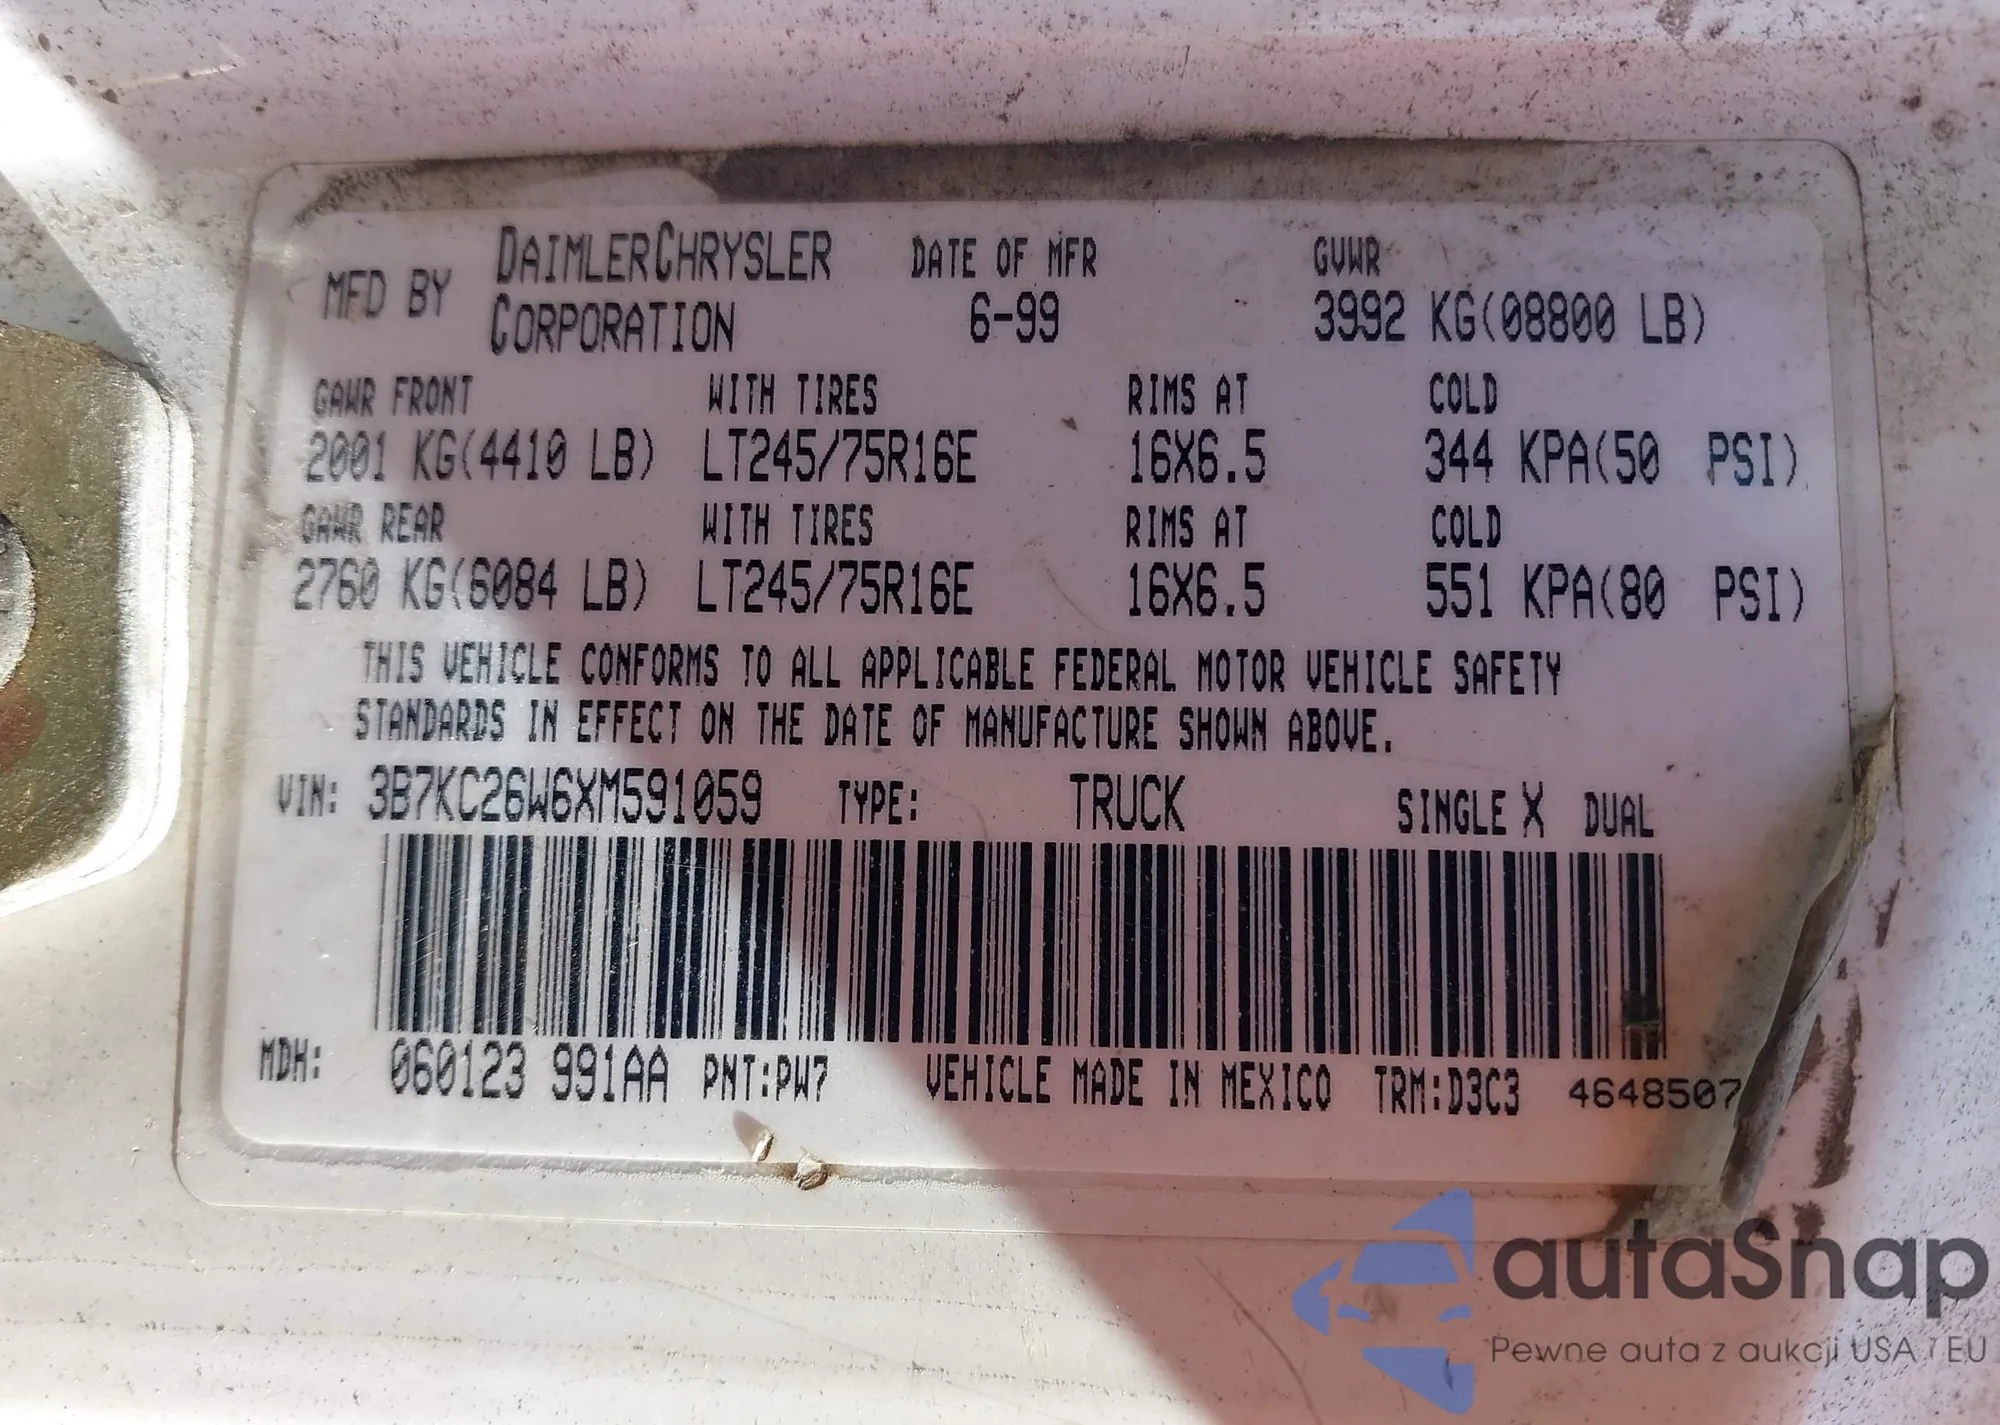 MFD BY DAIMLERCHRYSLER CORPORATION DATE OF MFR 6-99 GVWR 3992 KG(08800 LB)
GAWR FRONT WITH TIRES RIMS AT COLD
2001 KG(4410 LB) LT245/75R16E 16X6.5 344 KPA(50 PSI)
GAWR REAR WITH TIRES RIMS AT COLD
2760 KG(6084 LB) LT245/75R16E 16X6.5 551 KPA(80 PSI)
THIS VEHICLE CONFORMS TO ALL APPLICABLE FEDERAL MOTOR VEHICLE SAFETY
STANDARDS IN EFFECT ON THE DATE OF MANUFACTURE SHOWN ABOVE.
VIN: 3B7KC26W6XM591059 TYPE: TRUCK SINGLE X DUAL
MDH: 060123 991AA PNT:PW7 VEHICLE MADE IN MEXICO TRM:D3C3 4648507
autaSnap
Pewne auta z aukcji USA i EU